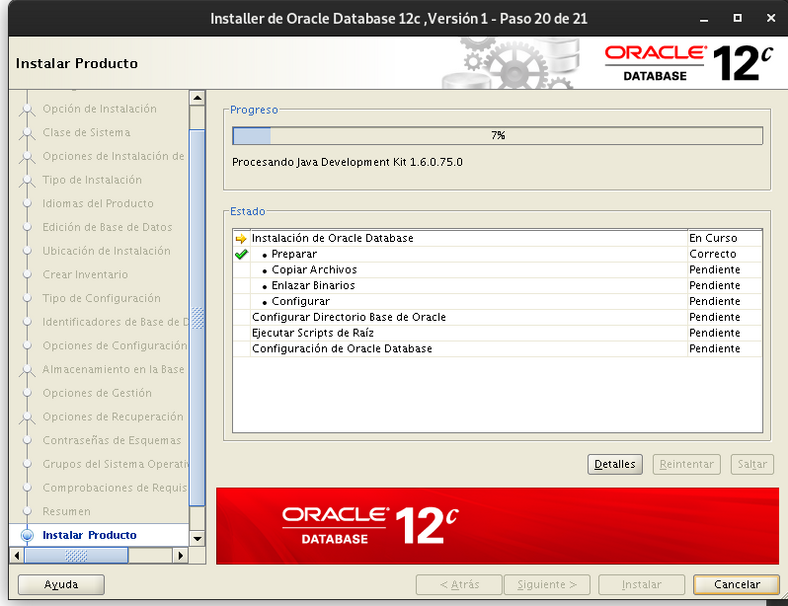 Installer de Oracle Database 12c ,Versión 1 - Paso 20 de 21
Instalar Producto
ORACLE DATABASE 12c
Opción de Instalación
Clase de Sistema
Opciones de Instalación de
Tipo de Instalación
Idiomas del Producto
Edición de Base de Datos
Ubicación de Instalación
Crear Inventario
Tipo de Configuración
Identificadores de Base de D
Opciones de Configuración
Almacenamiento en la Base
Opciones de Gestión
Opciones de Recuperación
Contraseñas de Esquemas
Grupos del Sistema Operati
Comprobaciones de Requis
Resumen
Instalar Producto
Progreso
7%
Procesando Java Development Kit 1.6.0.75.0
Estado
Instalación de Oracle Database En Curso
• Preparar Correcto
• Copiar Archivos Pendiente
• Enlazar Binarios Pendiente
• Configurar Pendiente
Configurar Directorio Base de Oracle Pendiente
Ejecutar Scripts de Raíz Pendiente
Configuración de Oracle Database Pendiente
Detalles Reintentar Saltar
ORACLE DATABASE 12c
Ayuda < Atrás Siguiente > Instalar Cancelar